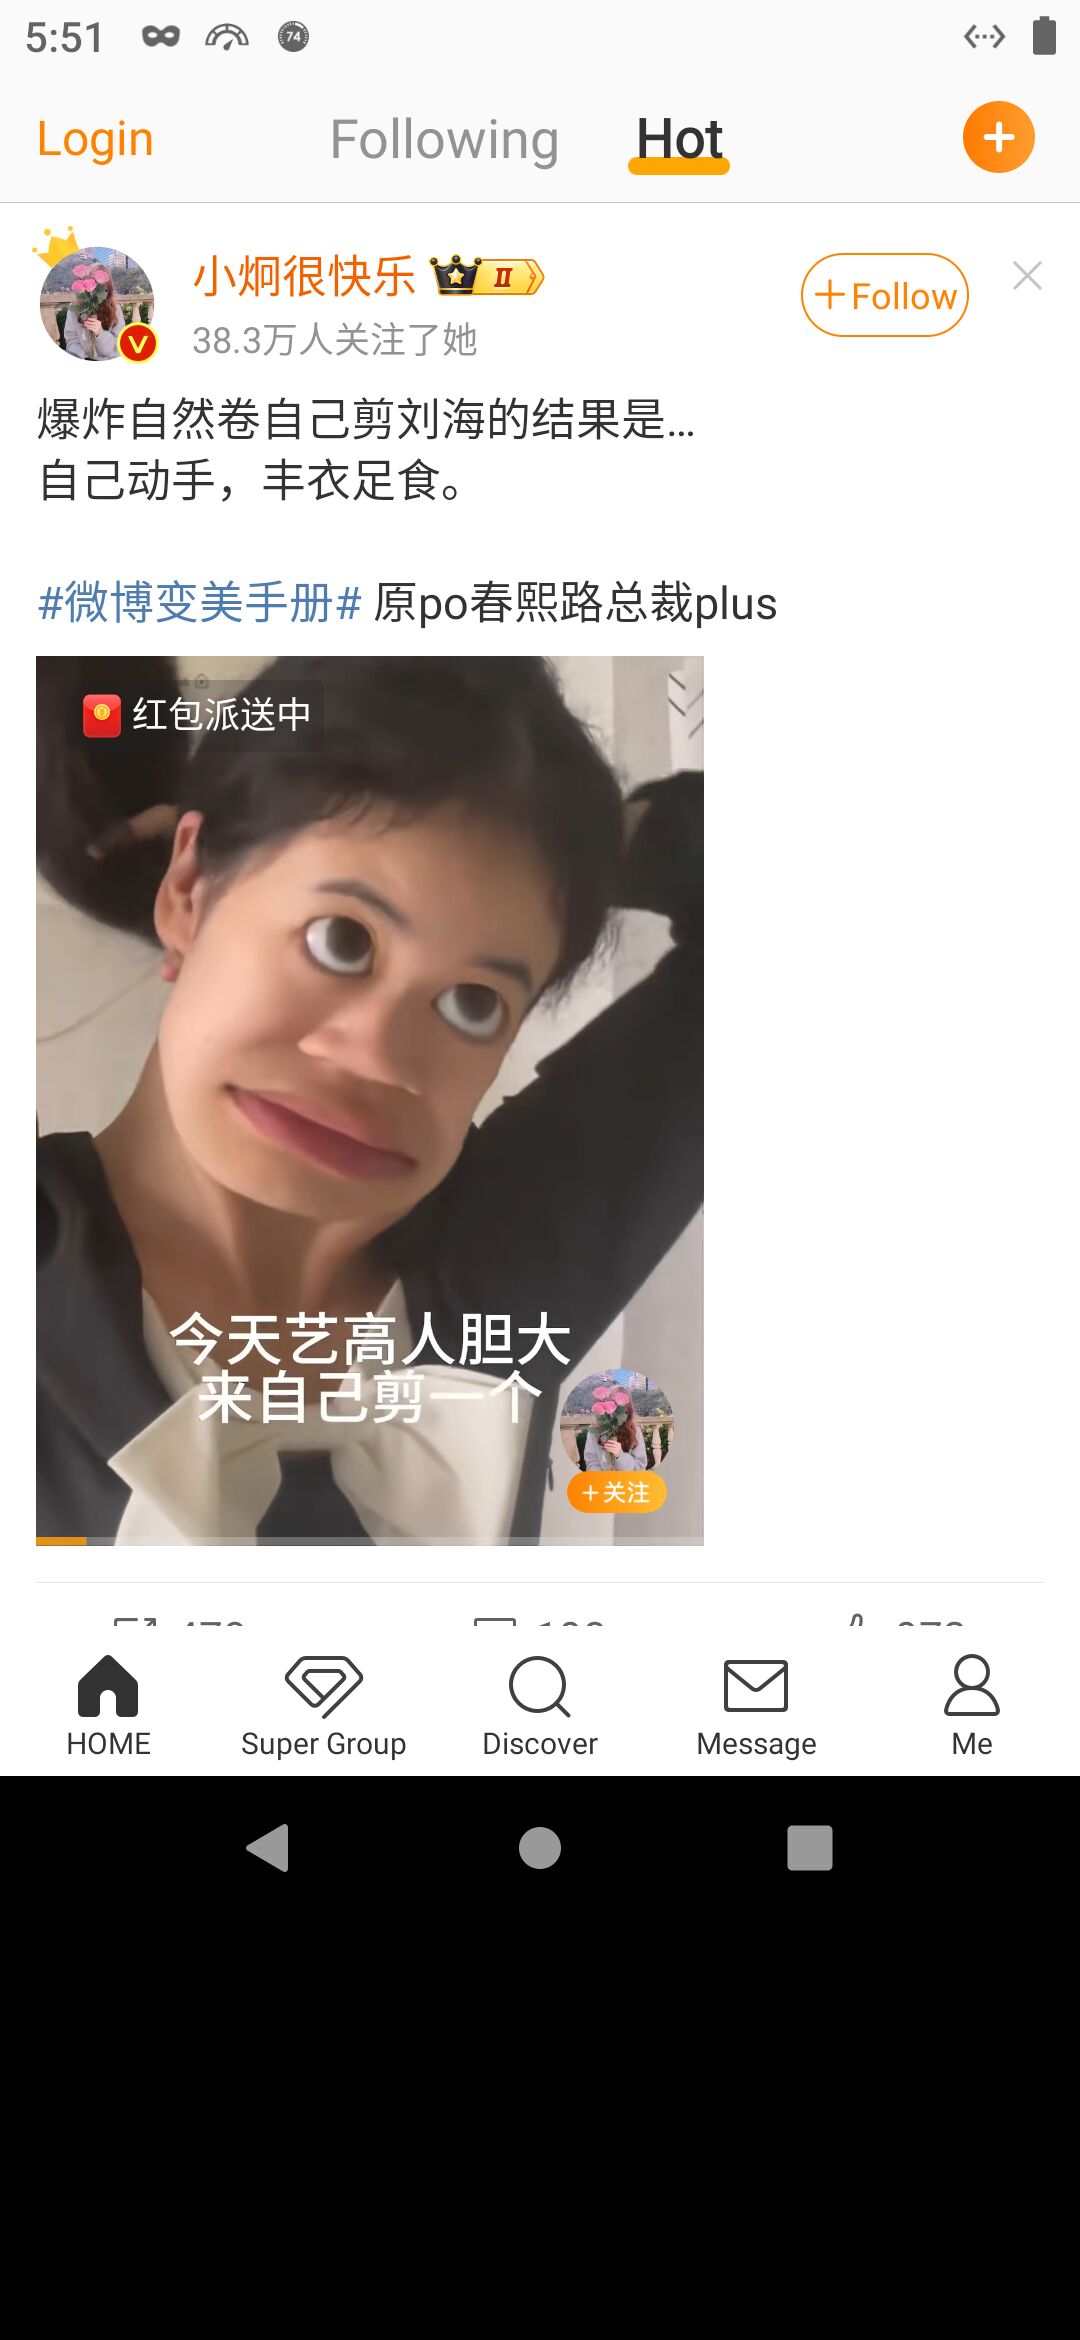 5:51
74
Login
Following
Hot
小炯很快乐
II
+Follow
38.3万人关注了她
爆炸自然卷自己剪刘海的结果是...
自己动手，丰衣足食。
#微博变美手册# 原po春熙路总裁plus
红包派送中
今天艺高人胆大
来自己剪一个
+关注
HOME
Super Group
Discover
Message
Me